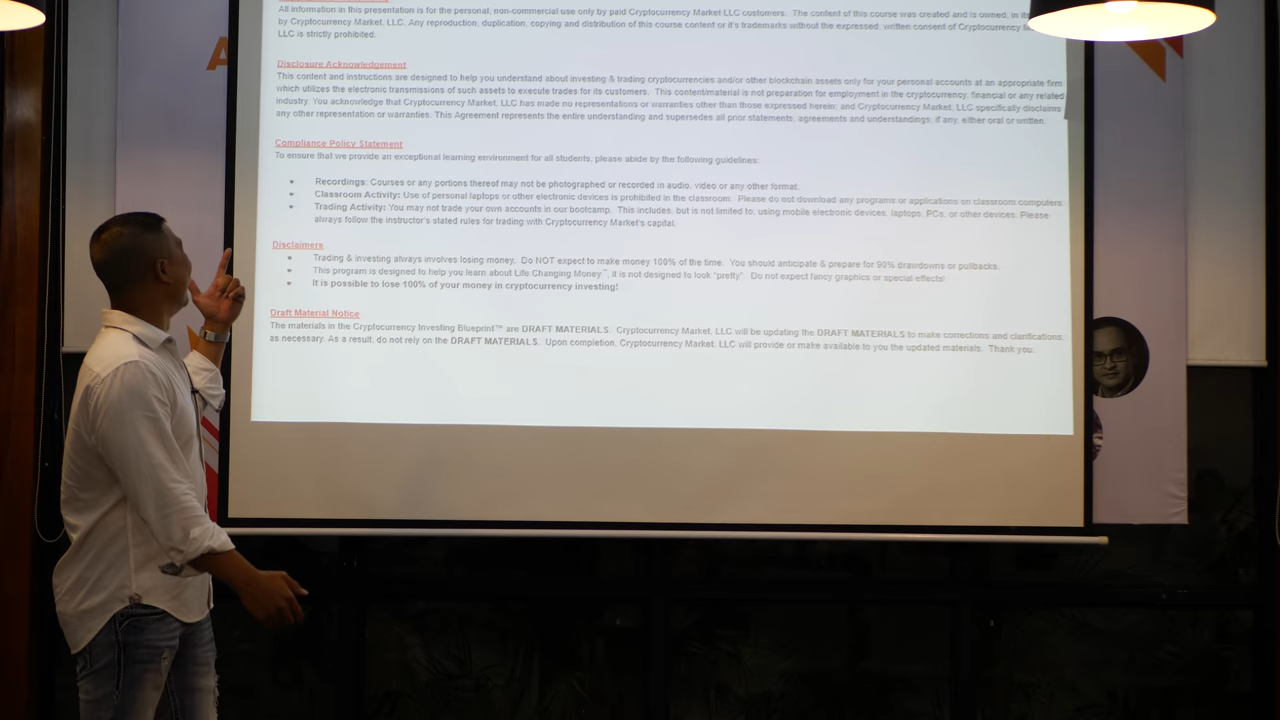 All information in this presentation is for the personal, non-commercial use only by paid Cryptocurrency Market LLC customers. The content of this course was created and is owned, in its
by Cryptocurrency Market, LLC. Any reproduction, duplication, copying and distribution of this course content or it's trademarks without the expressed, written consent of Cryptocurrency
LLC is strictly prohibited.
Disclosure Acknowledgement
This content and instructions are designed to help you understand about investing & trading cryptocurrencies and/or other blockchain assets only for your personal accounts at an appropriate firm
which utilizes the electronic transmissions of such assets to execute trades for its customers. This content/material is not preparation for employment in the cryptocurrency, financial or any related
industry. You acknowledge that Cryptocurrency Market, LLC has made no representations or warranties other than those expressed herein; and Cryptocurrency Market, LLC specifically disclaims
any other representation or warranties. This Agreement represents the entire understanding and supersedes all prior statements, agreements and understandings, if any, either oral or written.
Compliance Policy Statement
To ensure that we provide an exceptional learning environment for all students, please abide by the following guidelines:
• Recordings: Courses or any portions thereof may not be photographed or recorded in audio, video or any other format.
• Classroom Activity: Use of personal laptops or other electronic devices is prohibited in the classroom. Please do not download any programs or applications on classroom computers.
• Trading Activity: You may not trade your own accounts in our bootcamp. This includes, but is not limited to, using mobile electronic devices, laptops, PCs, or other devices. Please
always follow the instructor's stated rules for trading with Cryptocurrency Market's capital.
Disclaimers
• Trading & investing always involves losing money. Do NOT expect to make money 100% of the time. You should anticipate & prepare for 90% drawdowns or pullbacks.
• This program is designed to help you learn about Life Changing Money™, it is not designed to look "pretty". Do not expect fancy graphics or special effects!
• It is possible to lose 100% of your money in cryptocurrency investing!
Draft Material Notice
The materials in the Cryptocurrency Investing Blueprint™ are DRAFT MATERIALS. Cryptocurrency Market, LLC will be updating the DRAFT MATERIALS to make corrections and clarifications,
as necessary. As a result, do not rely on the DRAFT MATERIALS. Upon completion, Cryptocurrency Market, LLC will provide or make available to you the updated materials. Thank you.